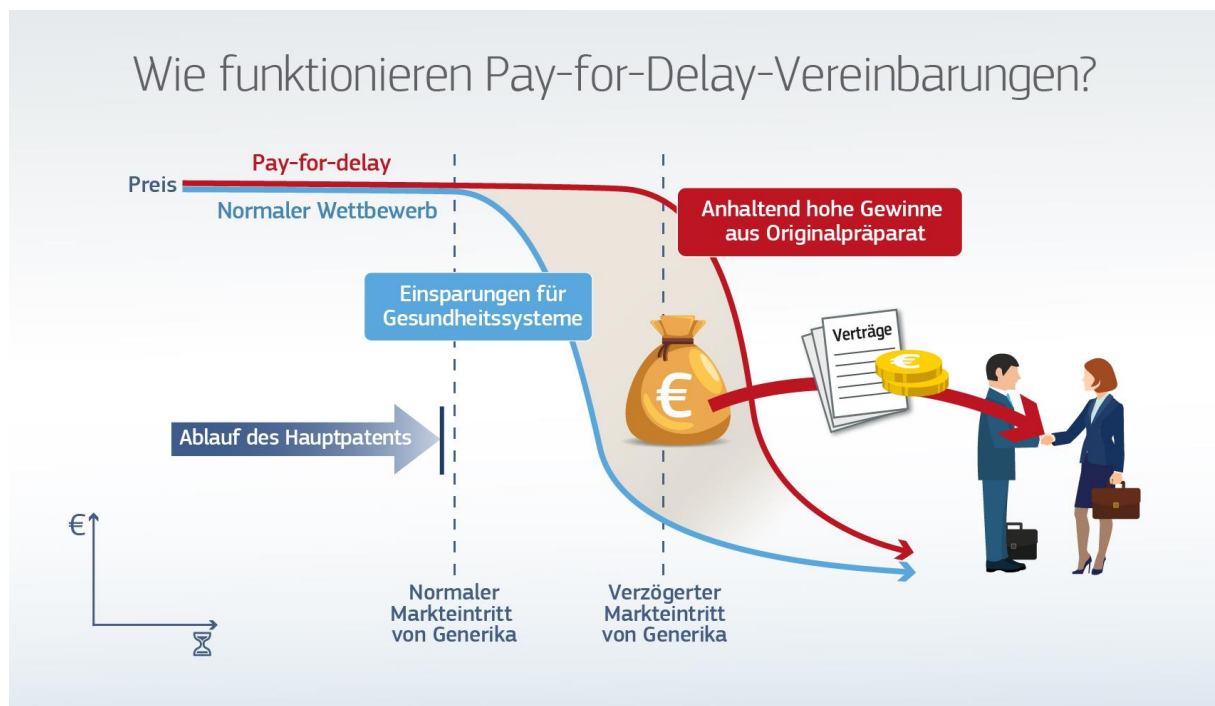 Wie funktionieren Pay-for-Delay-Vereinbarungen?
Pay-for-delay
Preis
Normaler Wettbewerb
Anhaltend hohe Gewinne
aus Originalpräparat
Einsparungen für
Gesundheitssysteme
Verträge
€
€
Ablauf des Hauptpatents
€
Normaler
Markteintritt
von Generika
Verzögerter
Markteintritt
von Generika